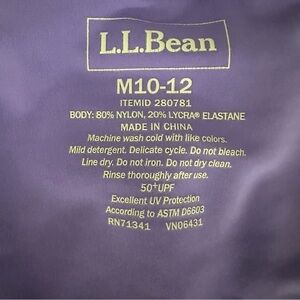 L.L.Bean
M10-12
ITEMID 280781
BODY: 80% NYLON, 20% LYCRA® ELASTANE
MADE IN CHINA
Machine wash cold with like colors.
Mild detergent. Delicate cycle. Do not bleach.
Line dry. Do not iron. Do not dry clean.
Rinse thoroughly after use.
50+UPF
Excellent UV Protection
According to ASTM D6603
RN71341 VN06431